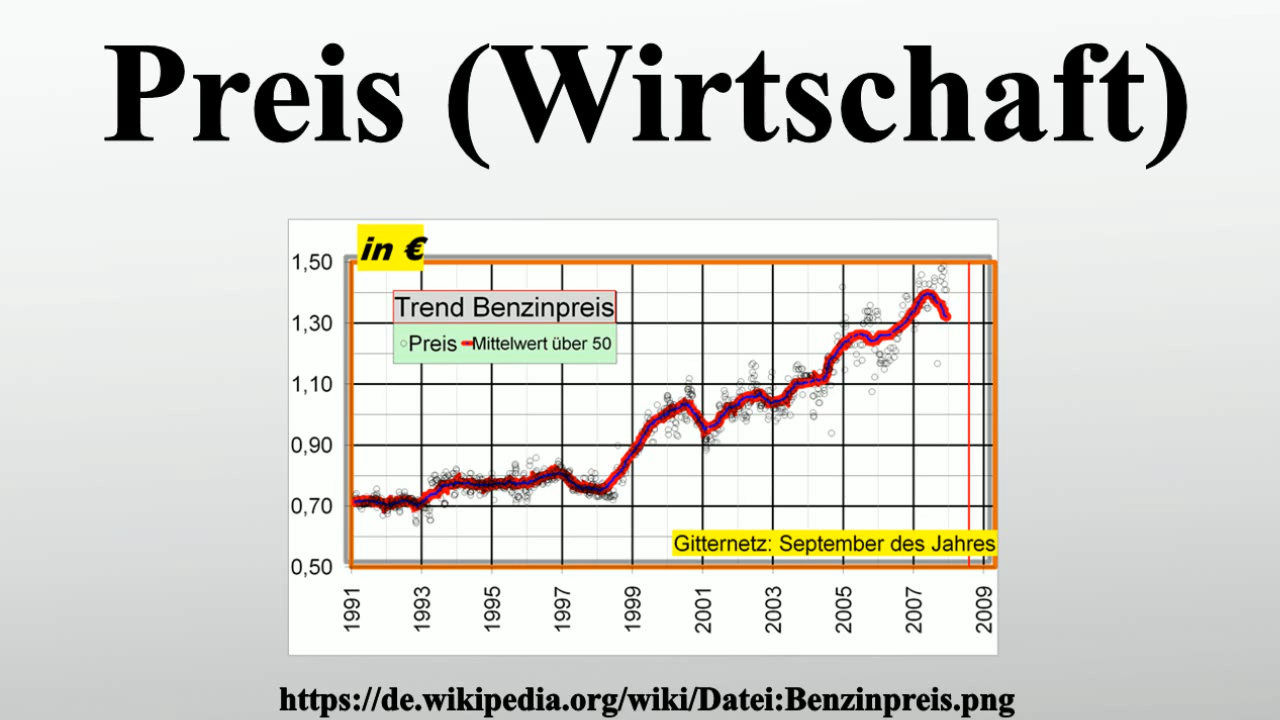 Preis (Wirtschaft)
in €
1,50
Trend Benzinpreis
1,30
Preis Mittelwert über 50
1,10
0,90
0,70
Gitternetz: September des Jahres
0,50
1991 1993 1995 1997 1999 2001 2003 2005 2007 2009
https://de.wikipedia.org/wiki/Datei:Benzinpreis.png